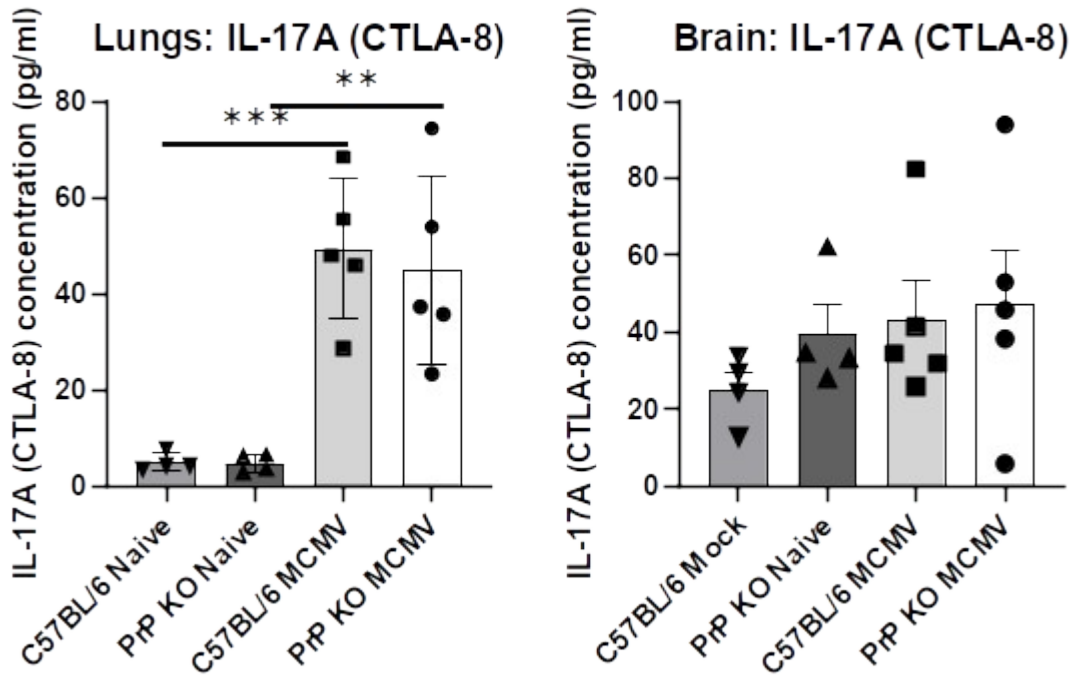 Lungs: IL-17A (CTLA-8)
IL-17A (CTLA-8) concentration (pg/ml)
80
60
40
20
0
***
**
C57BL/6 Naive
PrP KO Naive
C57BL/6 MCMV
PrP KO MCMV
Brain: IL-17A (CTLA-8)
IL-17A (CTLA-8) concentration (pg/ml)
100
80
60
40
20
0
C57BL/6 Mock
PrP KO Naive
C57BL/6 MCMV
PrP KO MCMV